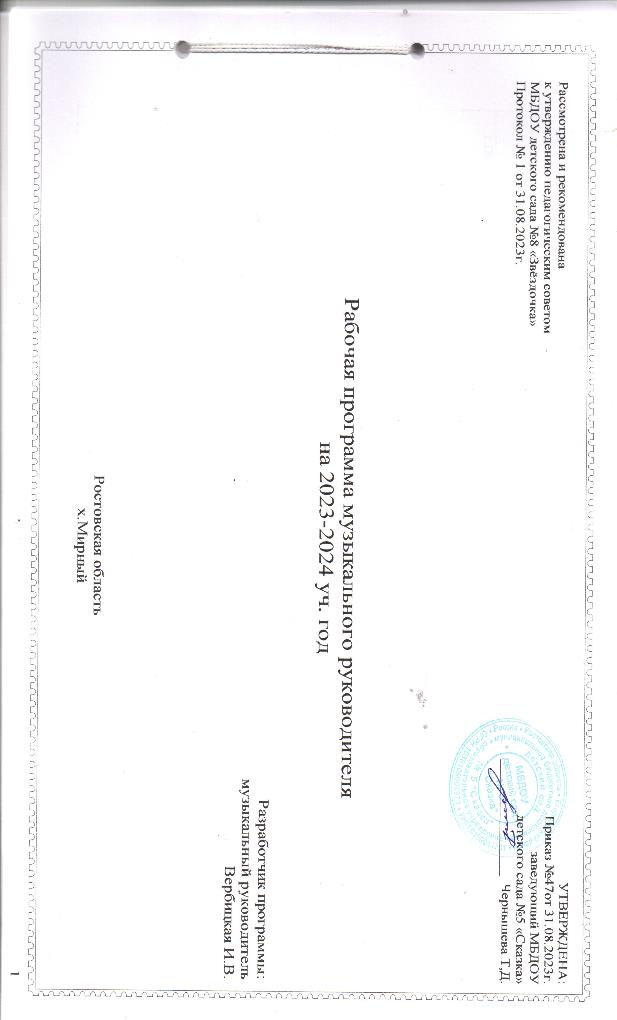 Рассмотрена и рекомендована
к утверждению педагогическим советом
МБДОУ детского сада №8 «Звёздочка»
Протокол № 1 от 31.08.2023г.
УТВЕРЖДЕНА:
Приказ №47от 31.08.2023г.
заведующий МБДОУ
детского сада №5 «Сказка»
Чернышева Т.Д.
МБДОУ
Рабочая программа музыкального руководителя
на 2023-2024 уч. год
Разработчик программы:
музыкальный руководитель
Вербицкая И.В.
Ростовская область
х.Мирный
1